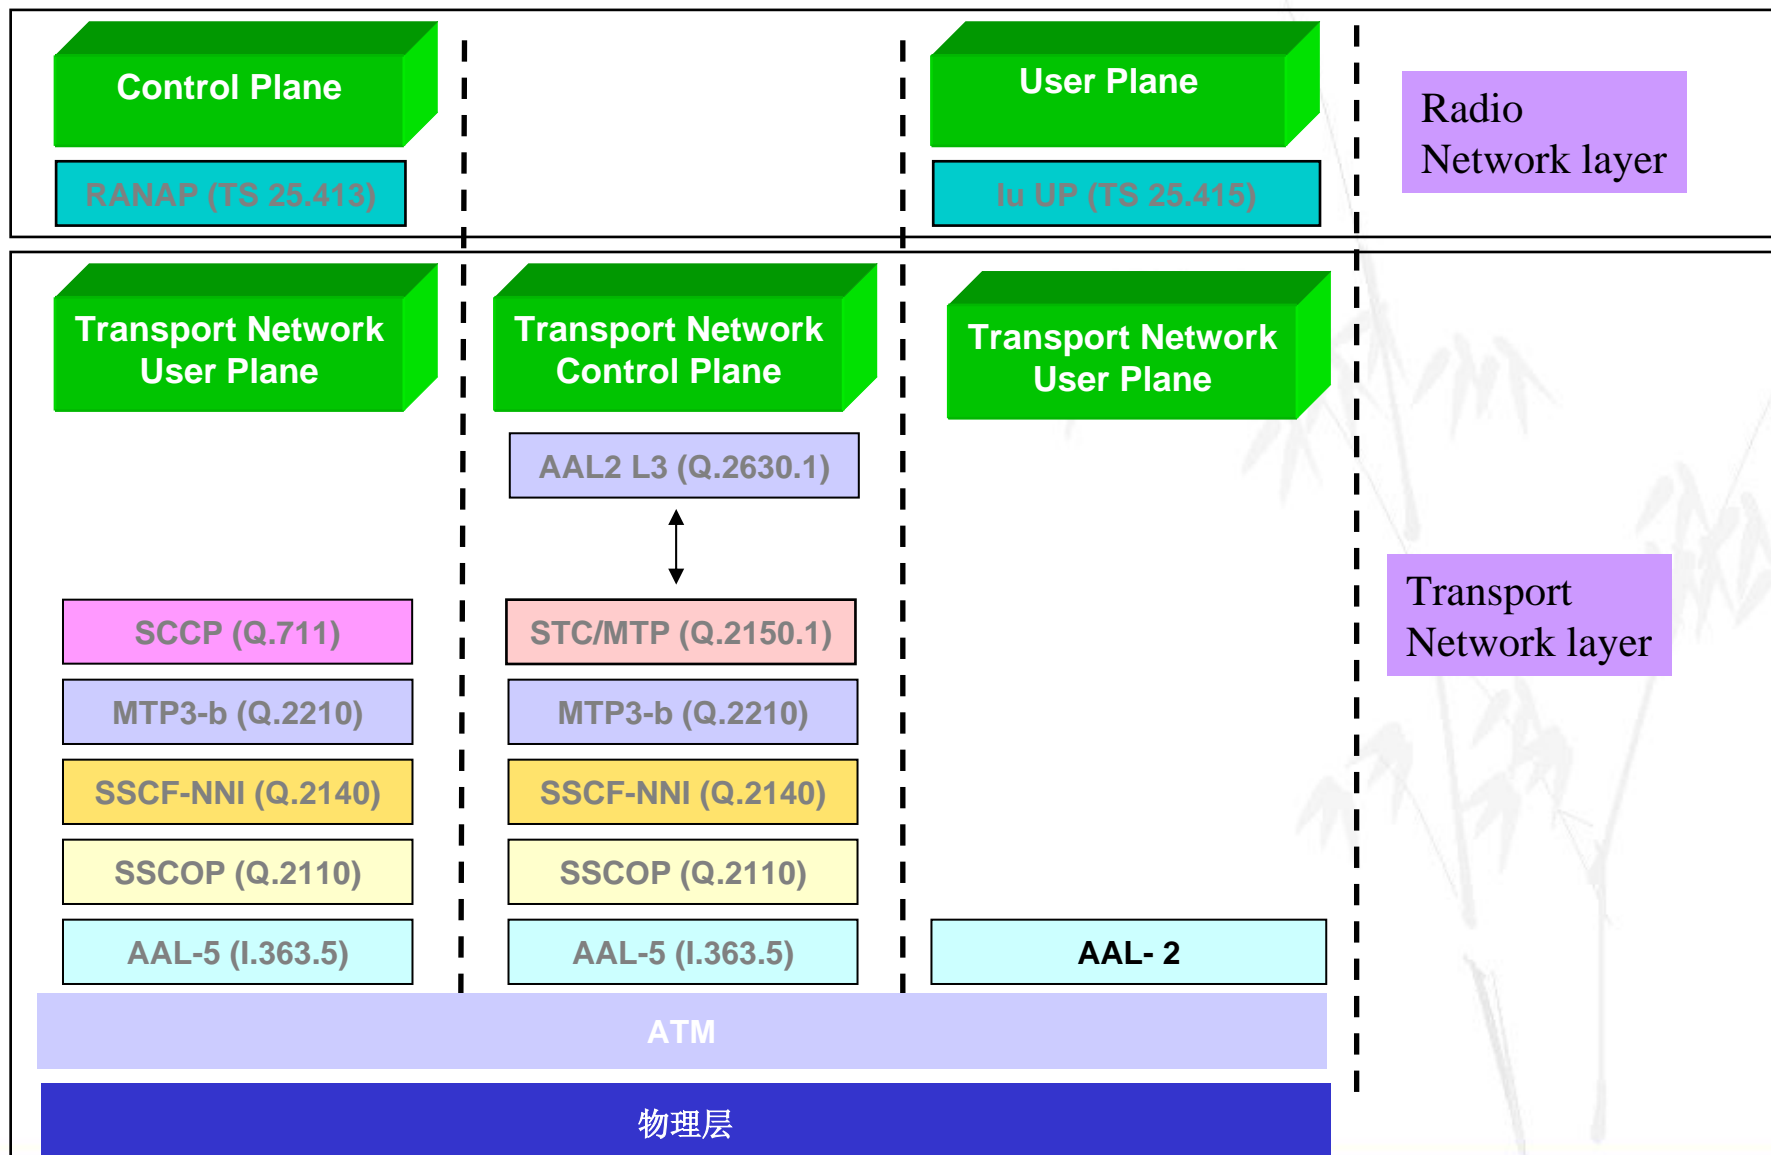 Control Plane
User Plane
Radio
Network layer
RANAP (TS 25.413)
Iu UP (TS 25.415)
Transport Network
User Plane
Transport Network
Control Plane
Transport Network
User Plane
AAL2 L3 (Q.2630.1)
Transport
Network layer
SCCP (Q.711)
STC/MTP (Q.2150.1)
MTP3-b (Q.2210)
MTP3-b (Q.2210)
SSCF-NNI (Q.2140)
SSCF-NNI (Q.2140)
SSCOP (Q.2110)
SSCOP (Q.2110)
AAL-5 (I.363.5)
AAL-5 (I.363.5)
AAL- 2
ATM
物理层